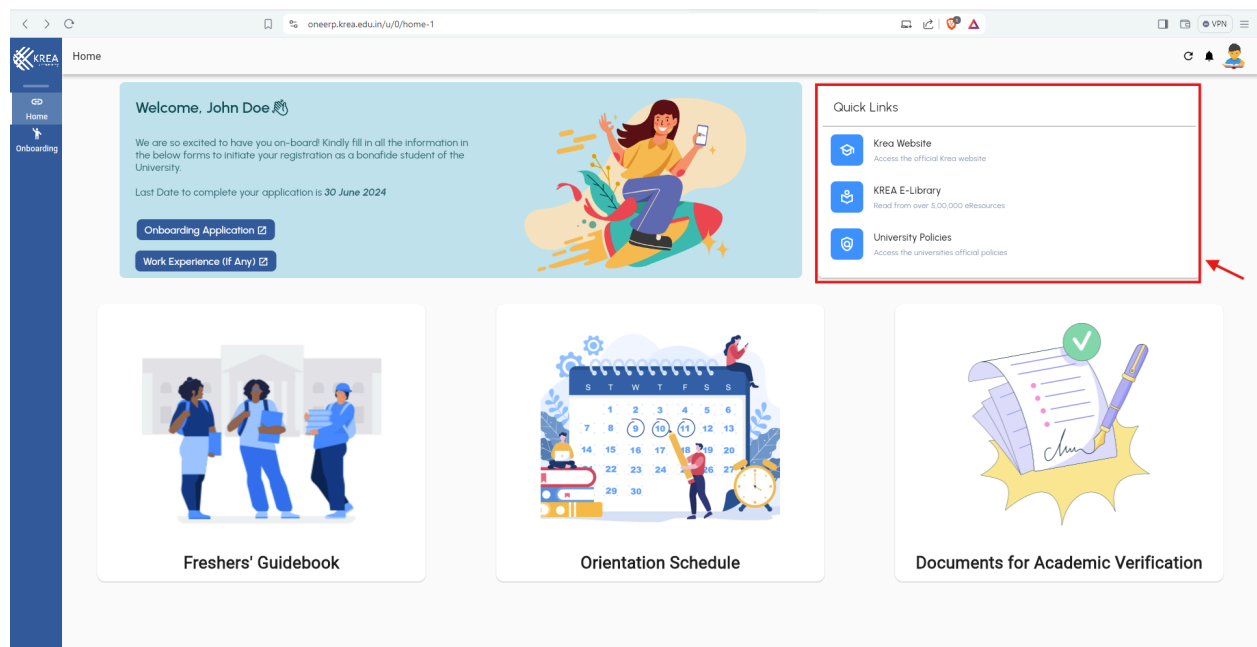 oneerp.krea.edu.in/u/0/home-1
VPN
KREA
Home
Home
Onboarding
Welcome, John Doe
We are so excited to have you on-board! Kindly fill in all the information in
the below forms to initiate your registration as a bonafide student of the
University.
Last Date to complete your application is 30 June 2024
Onboarding Application
Work Experience (If Any)
Quick Links
Krea Website
Access the official Krea website
KREA E-Library
Read from over 5,00,000 eResources
University Policies
Access the universities official policies
S T W T F S S
1 2 3 4 5 6
7 8 9 10 11 12 13
14 15 16 17 18 19 20
22 23 24 26 27
29 30
Freshers' Guidebook
Orientation Schedule
Documents for Academic Verification